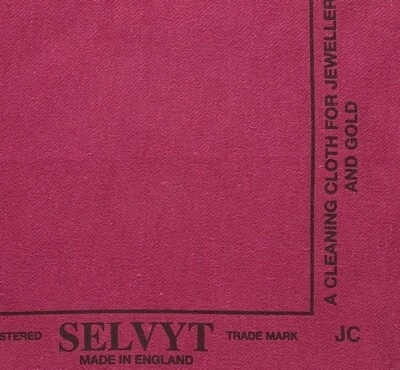 A CLEANING CLOTH FOR JEWELLER
AND GOLD
STERED SELVYT TRADE MARK JC
MADE IN ENGLAND